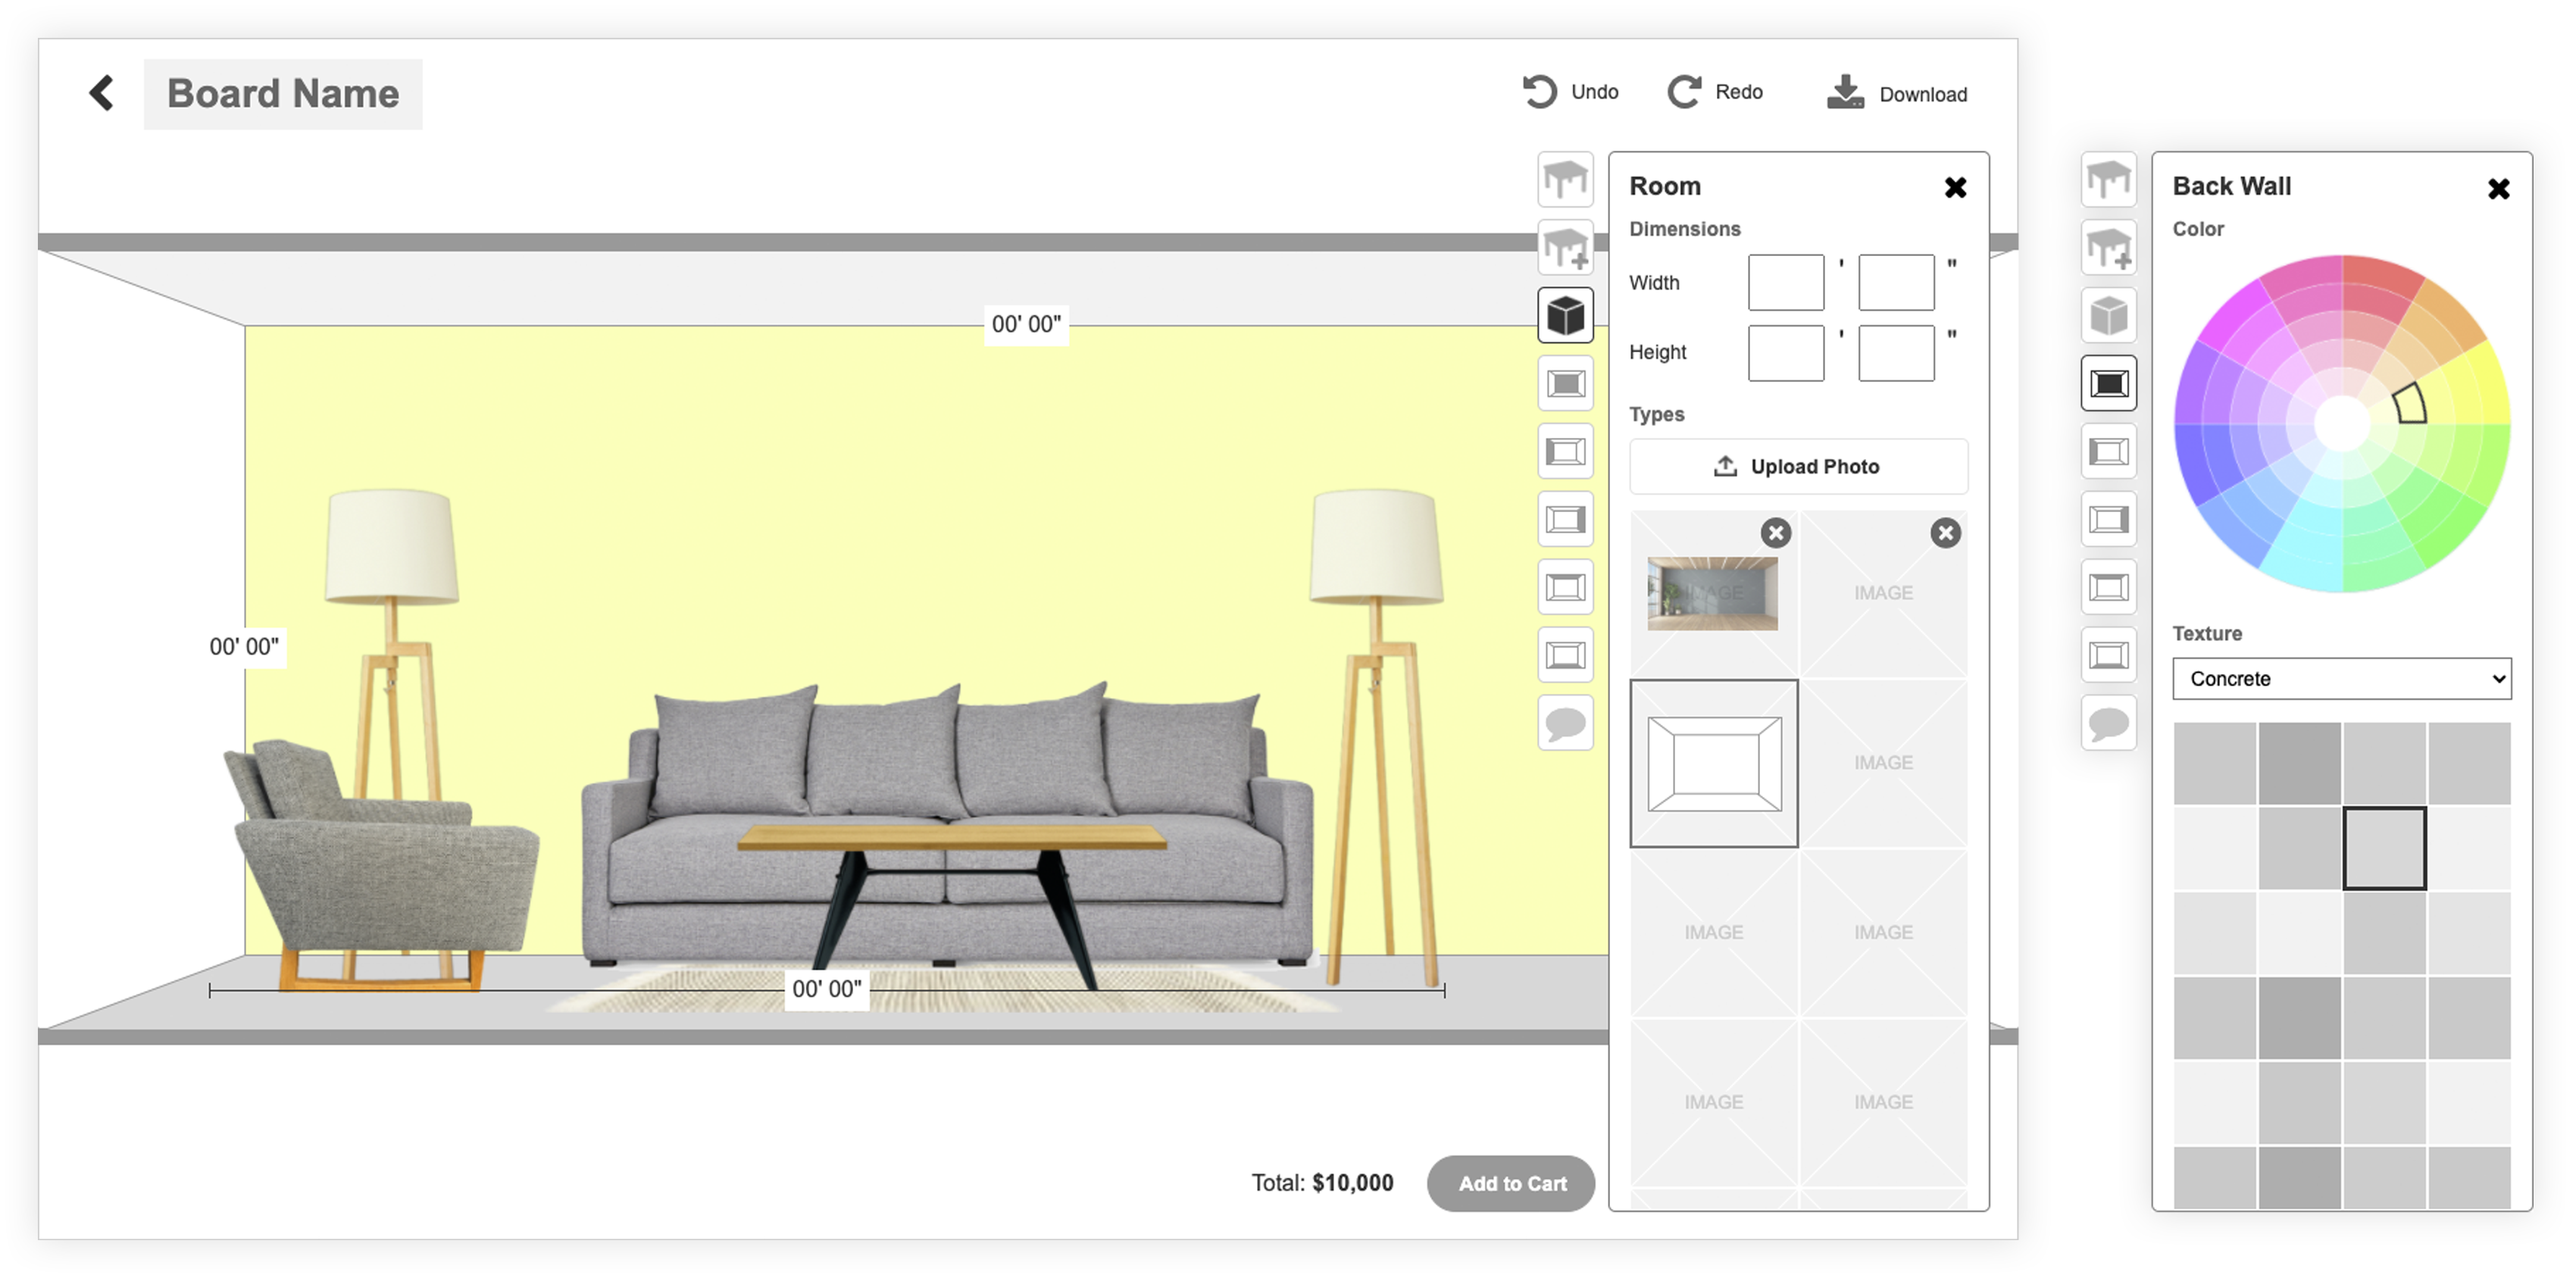 Board Name
Undo
Redo
Download
00' 00"
00' 00"
00' 00"
Total: $10,000
Add to Cart
Room
Dimensions
Width ' "
Height ' "
Types
Upload Photo
IMAGE IMAGE
IMAGE
IMAGE IMAGE
IMAGE IMAGE
Back Wall
Color
Texture
Concrete